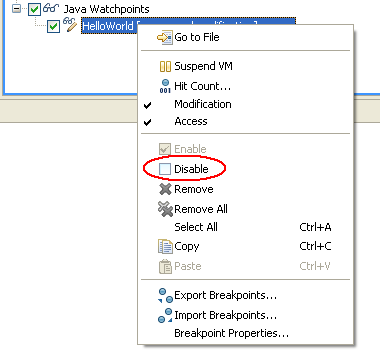 Java Watchpoints
HelloWorld
Go to File
Suspend VM
Hit Count...
Modification
Access
Enable
Disable
Remove
Remove All
Select All Ctrl+A
Copy Ctrl+C
Paste Ctrl+V
Export Breakpoints...
Import Breakpoints...
Breakpoint Properties...